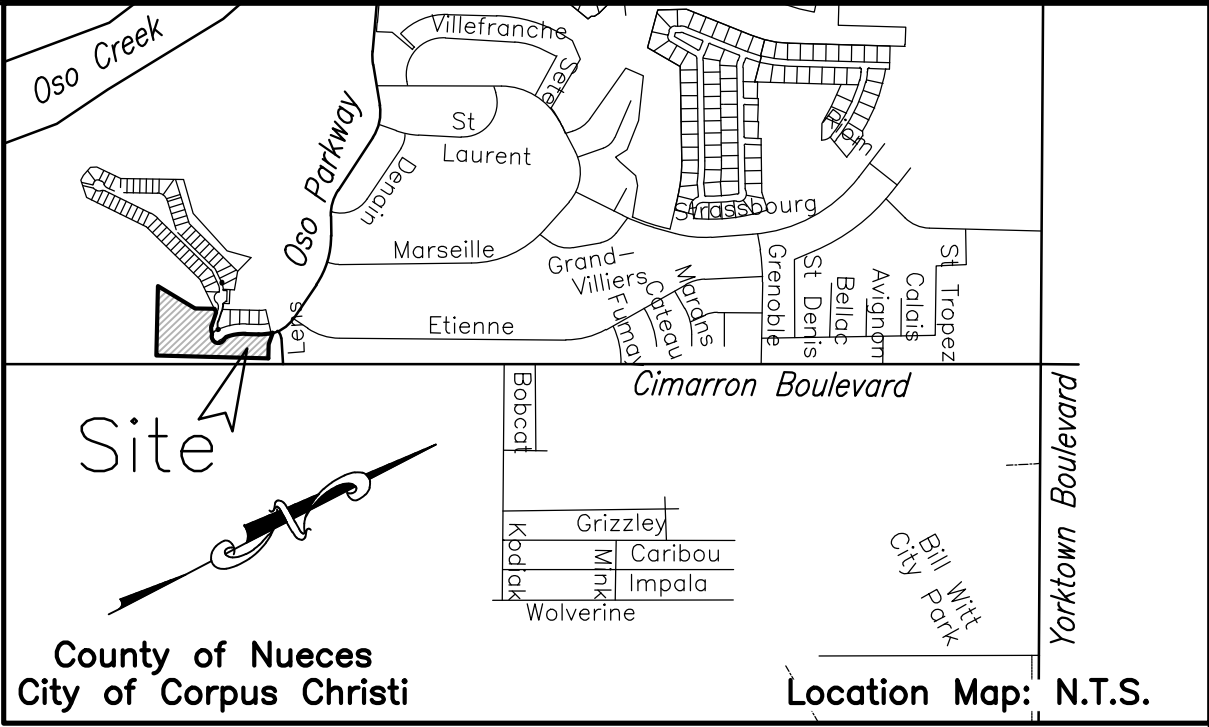 Oso Creek
Villefranche
Sete
St
Laurent
Dendin
Oso Parkway
Marseille
Riom
Strassbourg
Grand-
Villiers
Fumay
Cateau
Marans
Grenoble
St Denis
Bellac
Avignon
Calais
St Tropez
Etienne
Lens
Cimarron Boulevard
Site
Bobcat
Yorktown Boulevard
N
Grizzley
Kodiak
Mink
Caribou
Impala
Wolverine
Bill Witt
City Park
County of Nueces
City of Corpus Christi
Location Map: N.T.S.